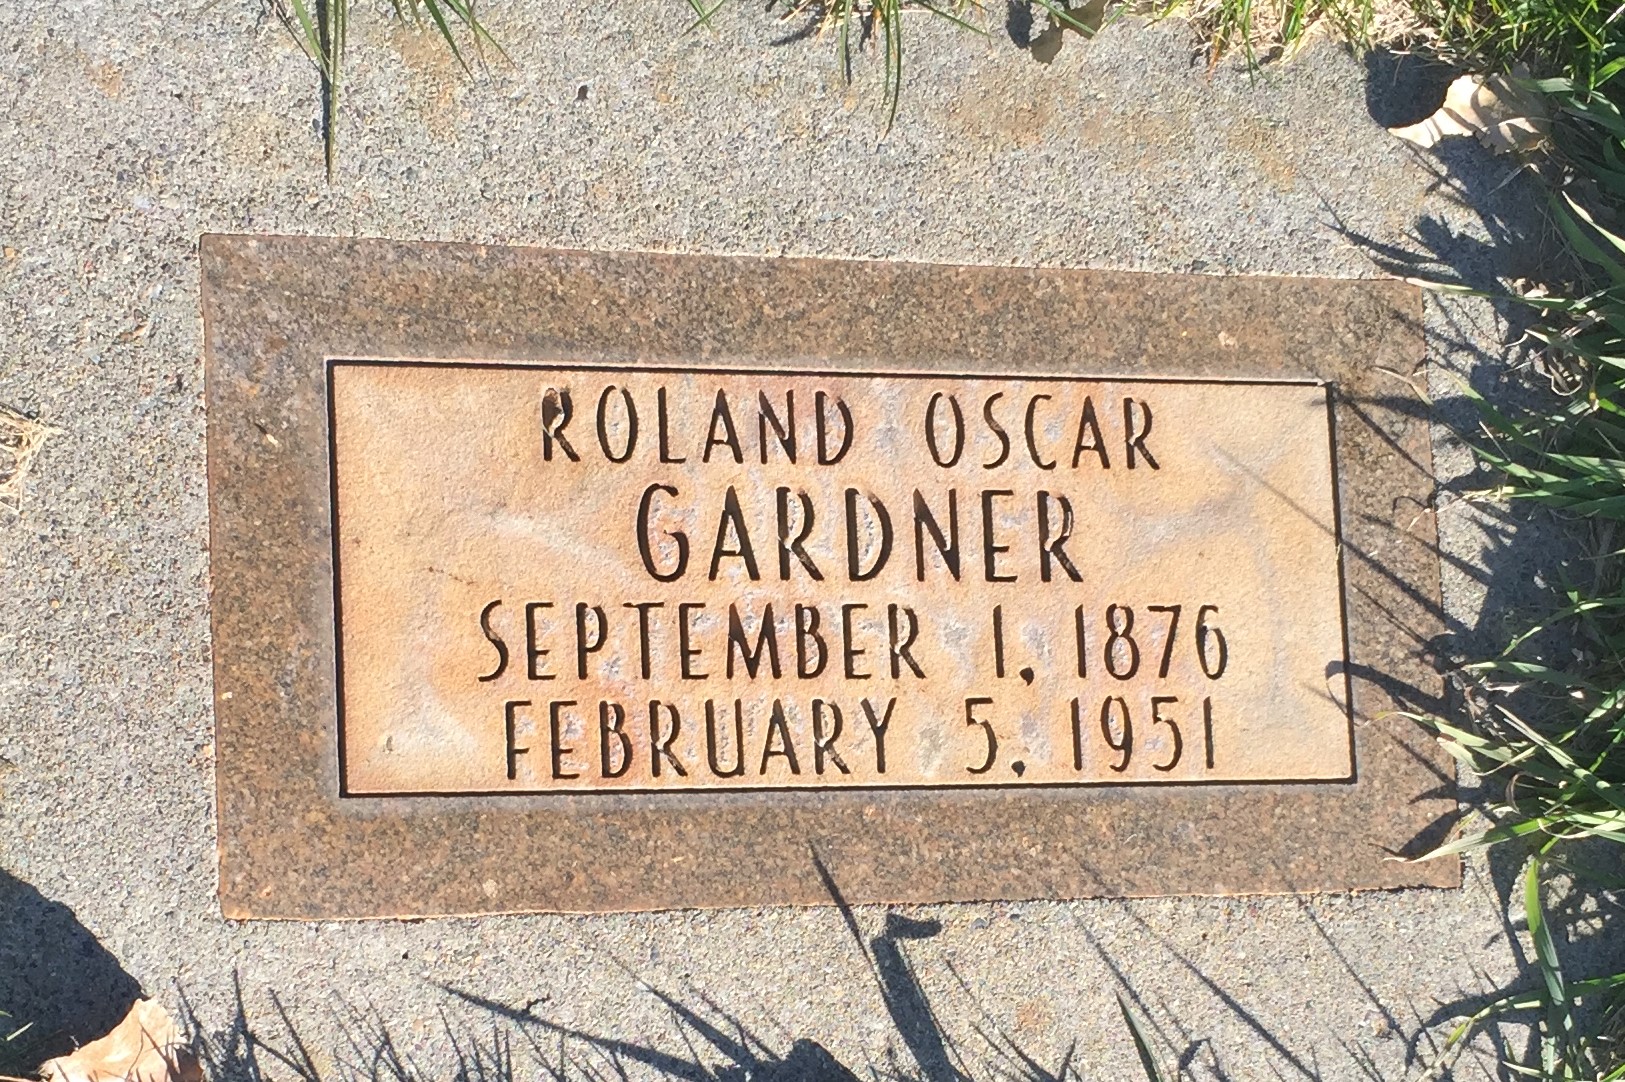 ROLAND OSCAR
GARDNER
SEPTEMBER 1, 1876
FEBRUARY 5, 1951